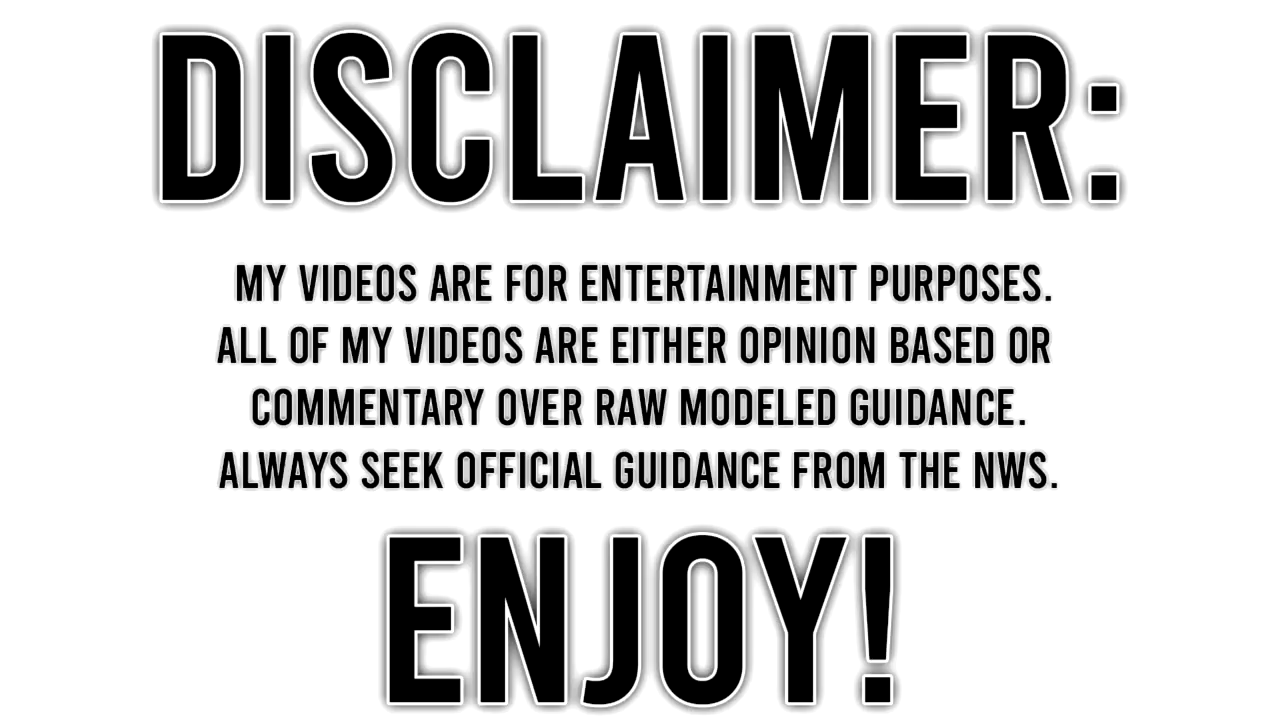 DISCLAIMER:
MY VIDEOS ARE FOR ENTERTAINMENT PURPOSES.
ALL OF MY VIDEOS ARE EITHER OPINION BASED OR
COMMENTARY OVER RAW MODELED GUIDANCE.
ALWAYS SEEK OFFICIAL GUIDANCE FROM THE NWS.
ENJOY!